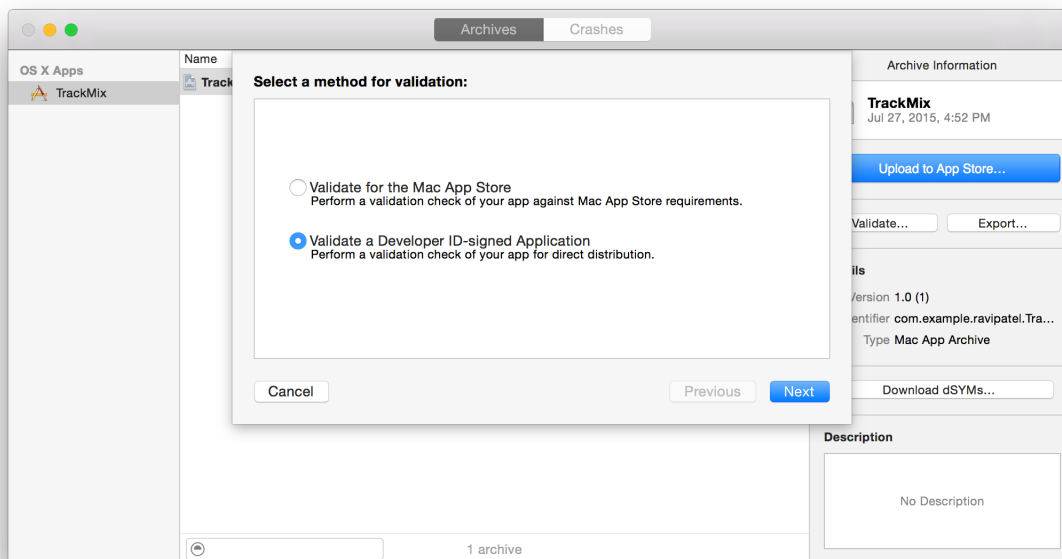 Archives
Crashes
OS X Apps
TrackMix
Name
Track
Select a method for validation:
Validate for the Mac App Store
Perform a validation check of your app against Mac App Store requirements.
Validate a Developer ID-signed Application
Perform a validation check of your app for direct distribution.
Cancel
Previous
Next
1 archive
Archive Information
TrackMix
Jul 27, 2015, 4:52 PM
Upload to App Store...
Validate...
Export...
ils
Version 1.0 (1)
entifier com.example.ravipatel.Tra...
Type Mac App Archive
Download dSYMs...
Description
No Description